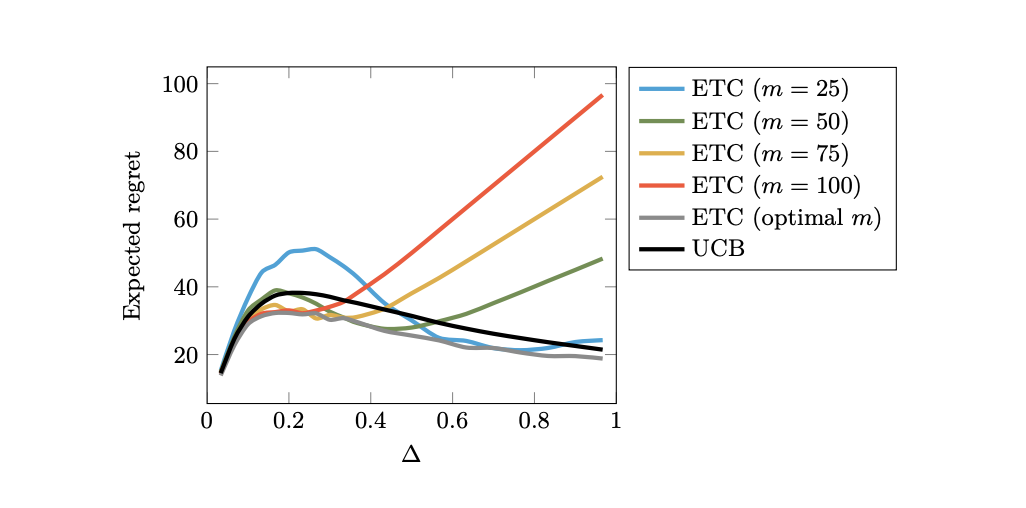 Expected regret
100
80
60
40
20
0 0.2 0.4 0.6 0.8 1
Δ
ETC (m = 25)
ETC (m = 50)
ETC (m = 75)
ETC (m = 100)
ETC (optimal m)
UCB